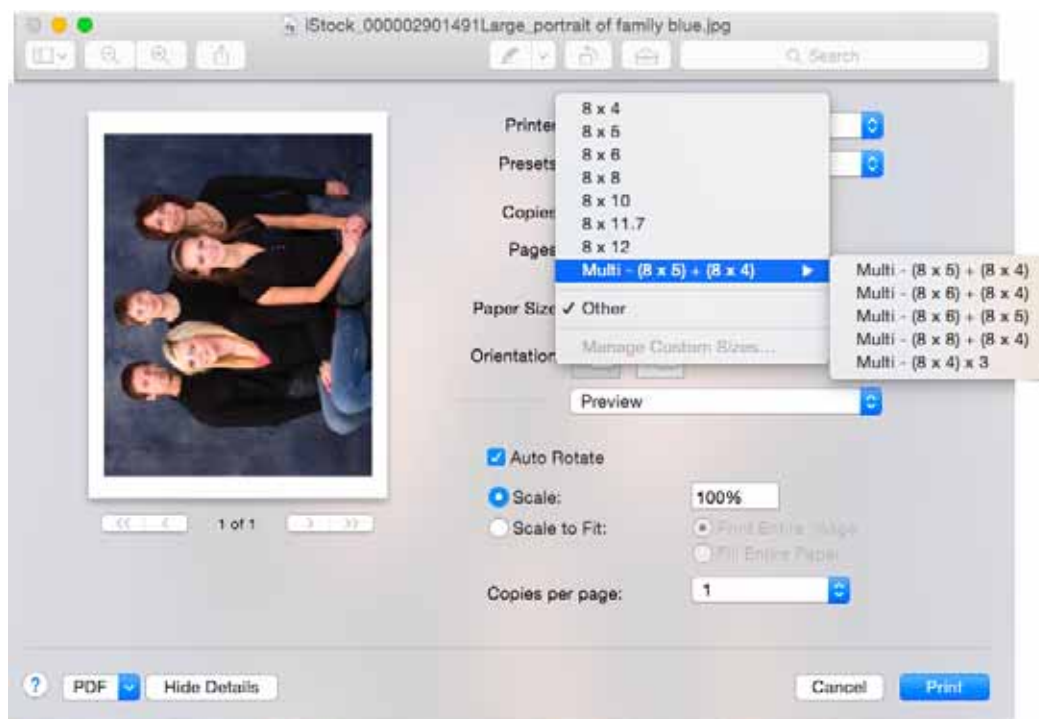 iStock_000002901491Large_portrait of family blue.jpg
Search
Printer
Presets
Copies
Pages
Paper Size
Orientation
8 x 4
8 x 5
8 x 6
8 x 8
8 x 10
8 x 11.7
8 x 12
Multi - (8 x 5) + (8 x 4)
✓ Other
Manage Custom Sizes...
Multi - (8 x 5) + (8 x 4)
Multi - (8 x 6) + (8 x 4)
Multi - (8 x 6) + (8 x 5)
Multi - (8 x 8) + (8 x 4)
Multi - (8 x 4) x 3
Preview
Auto Rotate
Scale: 100%
Scale to Fit: Print Entire Image
Fill Entire Paper
Copies per page: 1
1 of 1
? PDF Hide Details Cancel Print